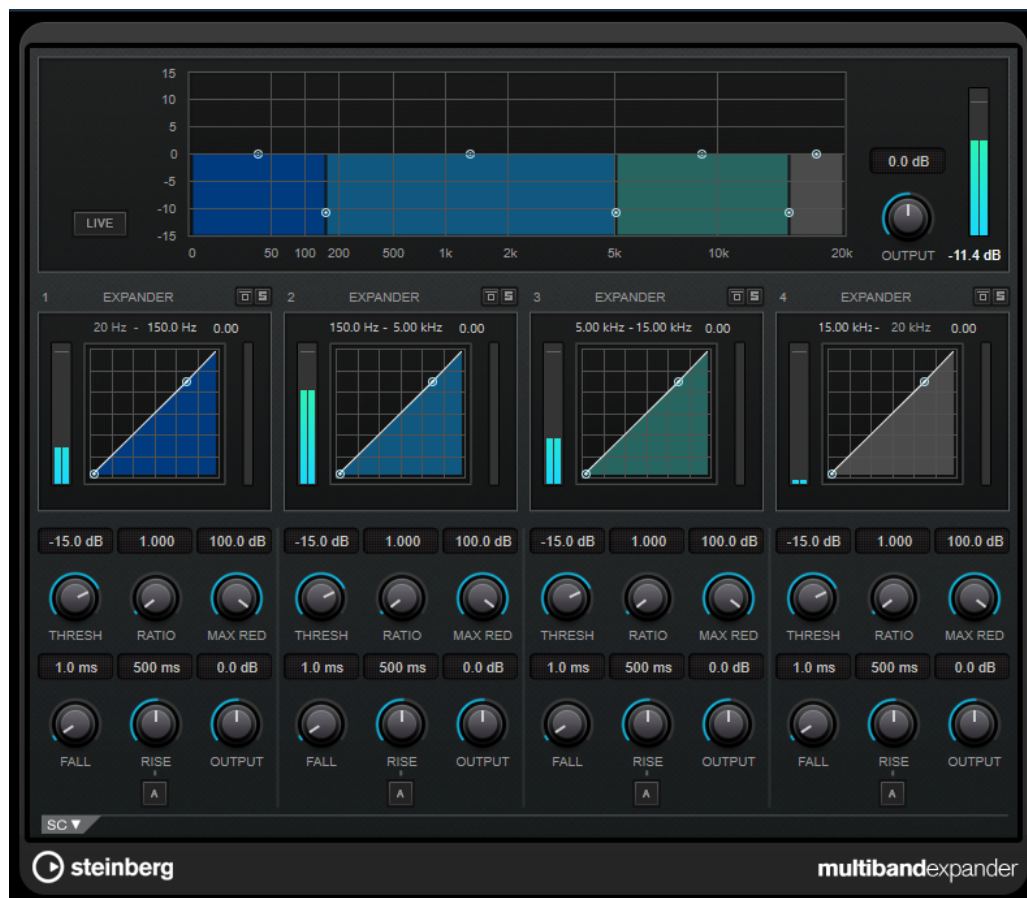 15
10
5
0
-5
-10
-15
LIVE
0 50 100 200 500 1k 2k 5k 10k 20k
0.0 dB
OUTPUT -11.4 dB
1 EXPANDER S 2 EXPANDER S 3 EXPANDER S 4 EXPANDER S
20 Hz - 150.0 Hz 0.00 150.0 Hz - 5.00 kHz 0.00 5.00 kHz - 15.00 kHz 0.00 15.00 kHz - 20 kHz 0.00
-15.0 dB 1.000 100.0 dB -15.0 dB 1.000 100.0 dB -15.0 dB 1.000 100.0 dB -15.0 dB 1.000 100.0 dB
THRESH RATIO MAX RED THRESH RATIO MAX RED THRESH RATIO MAX RED THRESH RATIO MAX RED
1.0 ms 500 ms 0.0 dB 1.0 ms 500 ms 0.0 dB 1.0 ms 500 ms 0.0 dB 1.0 ms 500 ms 0.0 dB
FALL RISE OUTPUT FALL RISE OUTPUT FALL RISE OUTPUT FALL RISE OUTPUT
A A A A
SC ▼
steinberg multibandexpander